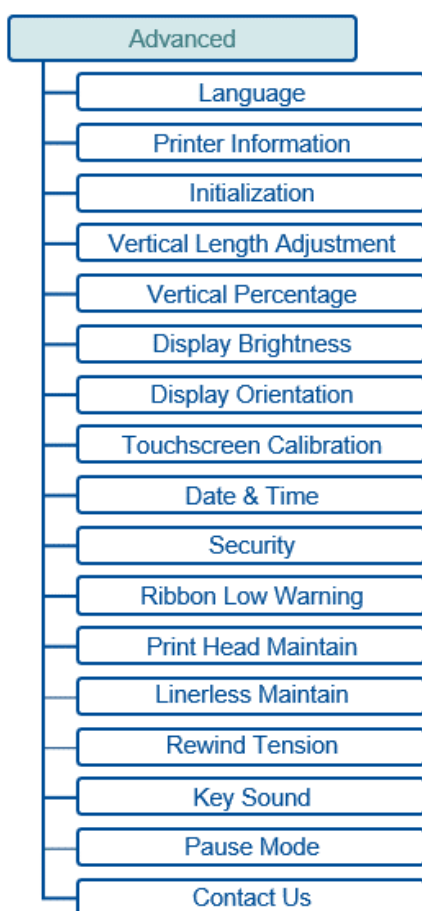 Advanced
Language
Printer Information
Initialization
Vertical Length Adjustment
Vertical Percentage
Display Brightness
Display Orientation
Touchscreen Calibration
Date & Time
Security
Ribbon Low Warning
Print Head Maintain
Linerless Maintain
Rewind Tension
Key Sound
Pause Mode
Contact Us